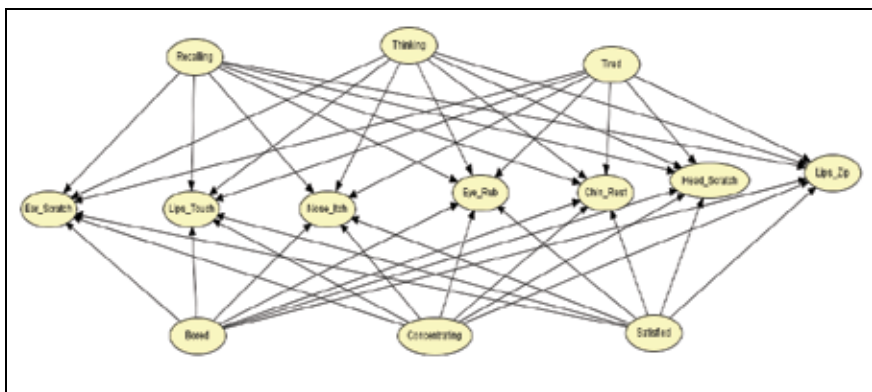 Recalling
Thinking
Tired
Ear_Scratch
Lips_Touch
Nose_Itch
Eye_Rub
Chin_Rest
Head_Scratch
Lips_Zip
Bored
Concentrating
Satisfied